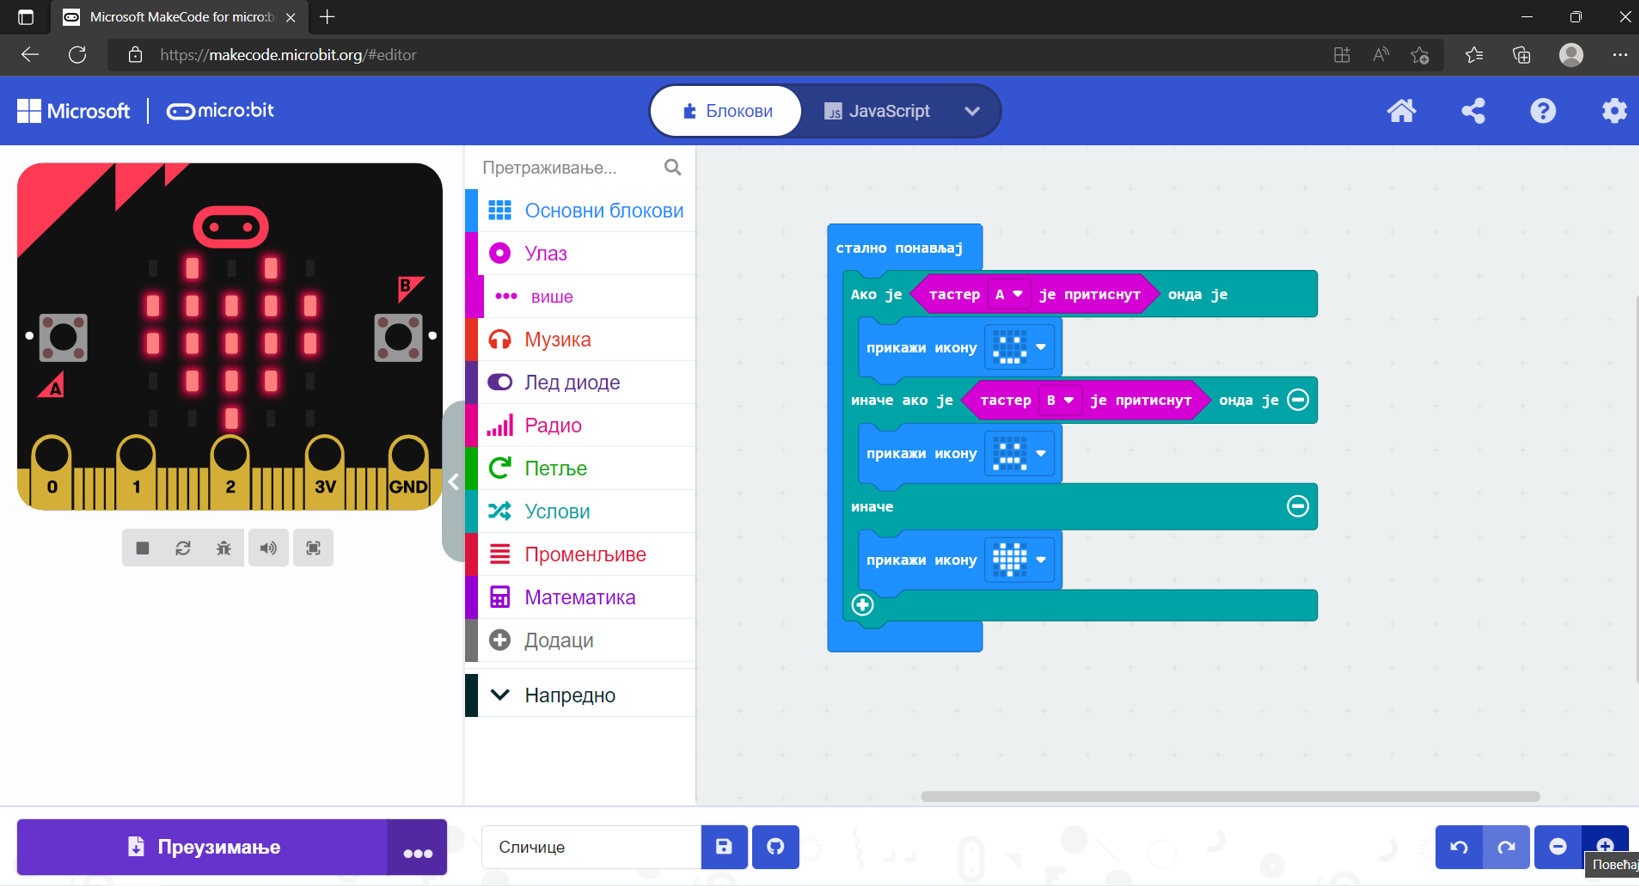 Microsoft MakeCode for micro:b
https://makecode.microbit.org/#editor
Microsoft
micro:bit
Блокови
JS JavaScript
B
A
0 1 2 3V GND
Претраживање...
Основни блокови
Улаз
више
Музика
Лед диоде
Радио
Петље
Услови
Променљиве
Математика
Додаци
Напредно
стално понављај
Ако је тастер A је притиснут онда је
прикажи икону
иначе ако је тастер B је притиснут онда је
прикажи икону
иначе
прикажи икону
Преузимање
Сличице
Повећај